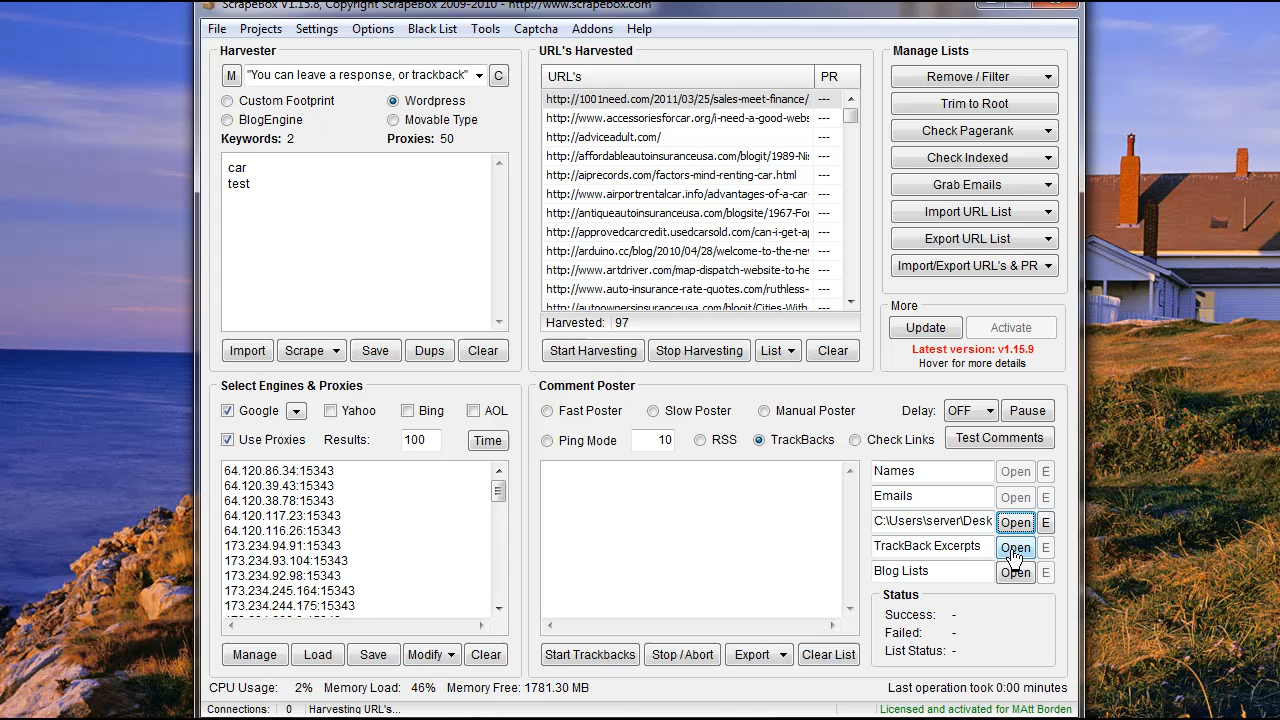 ScrapeBox V1.15.8, Copyright ScrapeBox 2009-2010 - http://www.scrapebox.com
File Projects Settings Options Black List Tools Captcha Addons Help
Harvester
M "You can leave a response, or trackback" C
Custom Footprint Wordpress
BlogEngine Movable Type
Keywords: 2 Proxies: 50
car
test
Import Scrape Save Dups Clear
URL's Harvested
URL's PR
http://1001need.com/2011/03/25/sales-meet-finance/ ---
http://www.accessoriesforcar.org/i-need-a-good-webs ---
http://adviceadult.com/ ---
http://affordableautoinsuranceusa.com/blogit/1989-Nis ---
http://aiprecords.com/factors-mind-renting-car.html ---
http://www.airportrentalcar.info/advantages-of-a-car- ---
http://antiqueautoinsuranceusa.com/blogsite/1967-For ---
http://approvedcarcredit.usedcarsold.com/can-i-get-a ---
http://arduino.cc/blog/2010/04/28/welcome-to-the-ne ---
http://www.artdriver.com/map-dispatch-website-to-he ---
http://www.auto-insurance-rate-quotes.com/ruthless- ---
http://autoownersinsuranceusa.com/blogit/Cities-With- ---
Harvested: 97
Start Harvesting Stop Harvesting List Clear
Manage Lists
Remove / Filter
Trim to Root
Check Pagerank
Check Indexed
Grab Emails
Import URL List
Export URL List
Import/Export URL's & PR
More
Update Activate
Latest version: v1.15.9
Hover for more details
Select Engines & Proxies
Google Yahoo Bing AOL
Use Proxies Results: 100 Time
64.120.86.34:15343
64.120.39.43:15343
64.120.38.78:15343
64.120.117.23:15343
64.120.116.26:15343
173.234.94.91:15343
173.234.93.104:15343
173.234.92.98:15343
173.234.245.164:15343
173.234.244.175:15343
Manage Load Save Modify Clear
Comment Poster
Fast Poster Slow Poster Manual Poster Delay: OFF Pause
Ping Mode 10 RSS TrackBacks Check Links Test Comments
Names Open E
Emails Open E
C:\Users\server\Desk Open E
TrackBack Excerpts Open E
Blog Lists Open E
Status
Success: -
Failed: -
List Status: -
Start Trackbacks Stop / Abort Export Clear List
CPU Usage: 2% Memory Load: 46% Memory Free: 1781.30 MB Last operation took 0:00 minutes
Connections: 0 Harvesting URL's... Licensed and activated for MAtt Borden